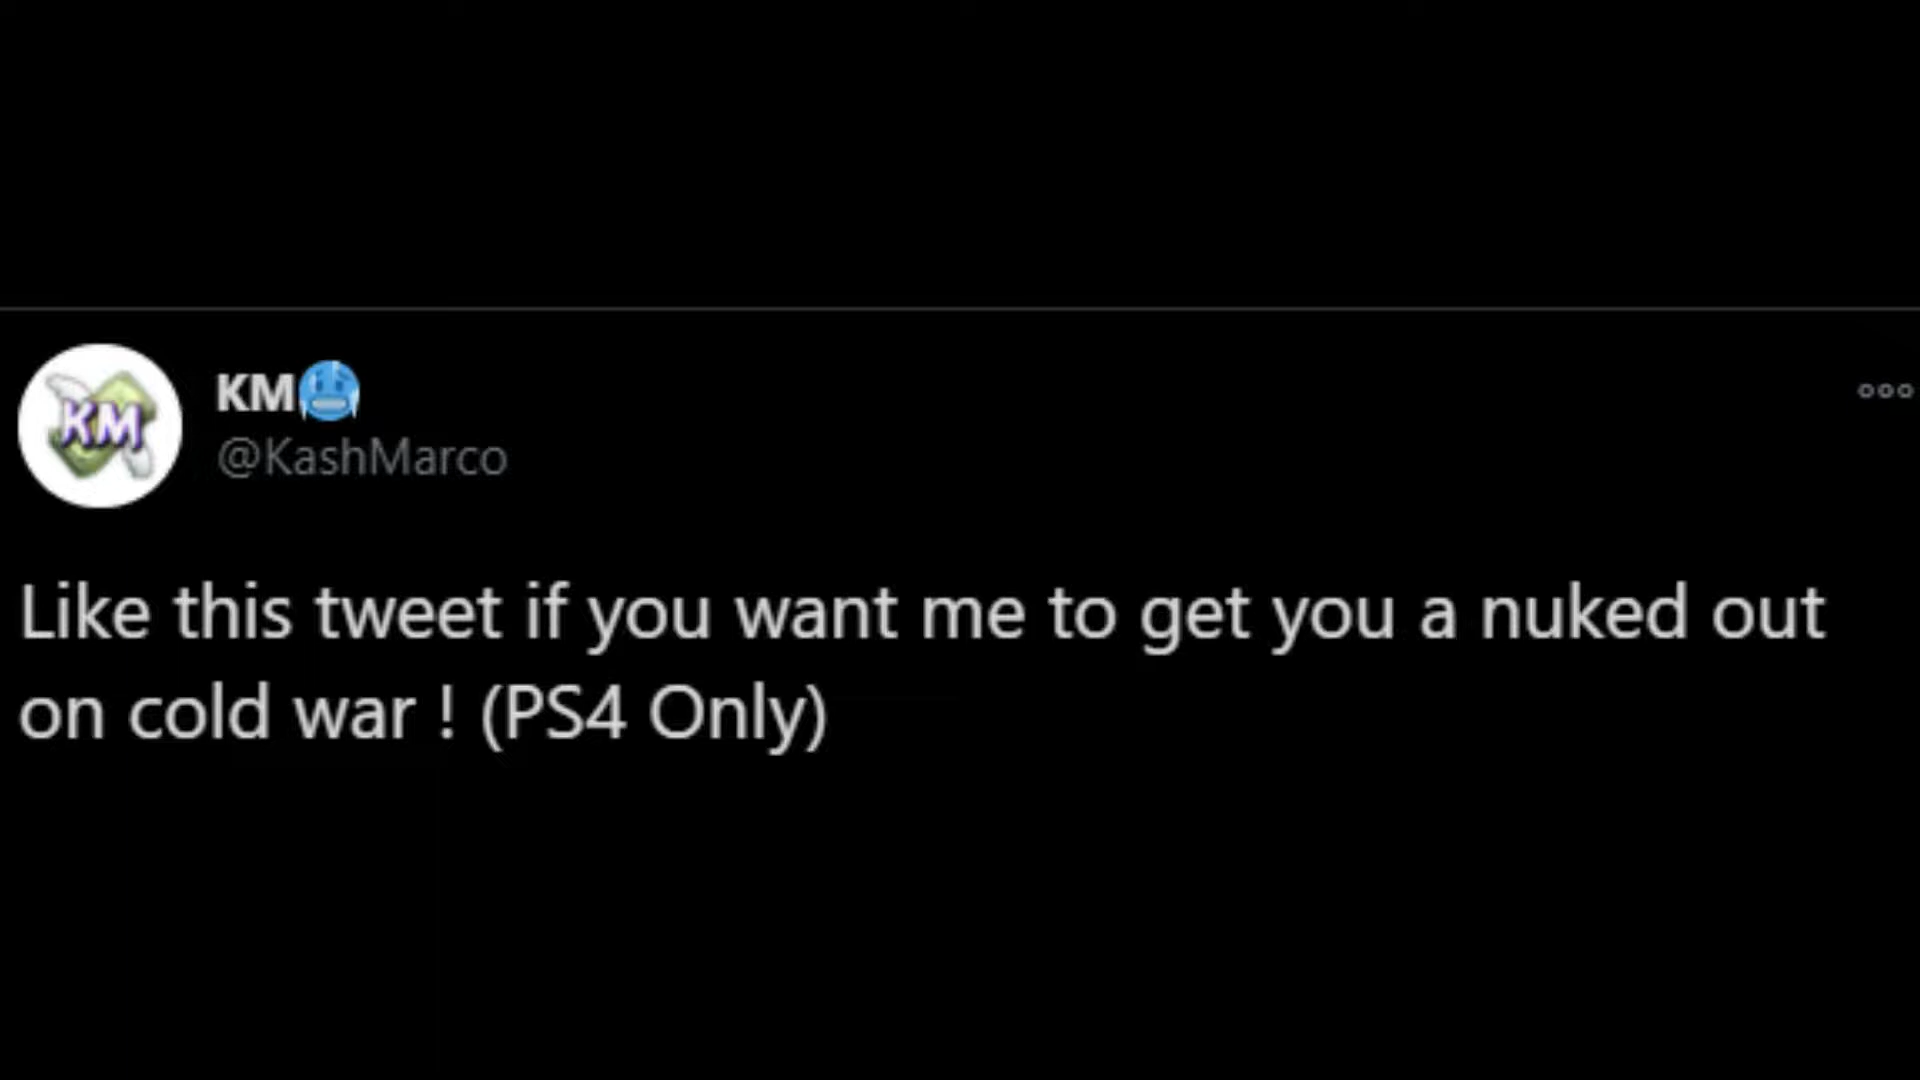 KM
KM🥶
@KashMarco
Like this tweet if you want me to get you a nuked out
on cold war ! (PS4 Only)